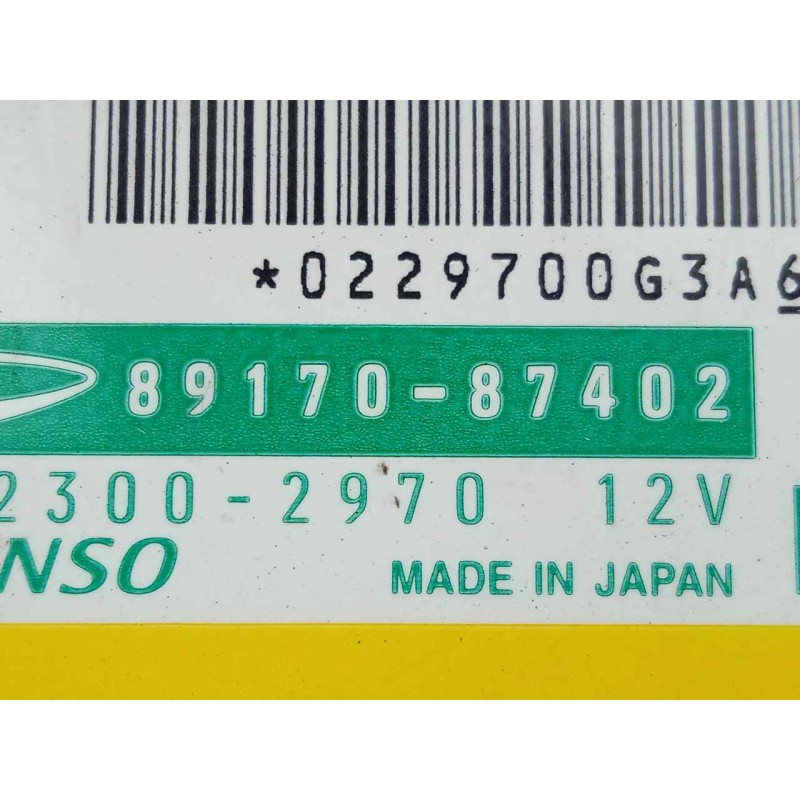 *0229700G3A6
89170-87402
2300-2970 12V
NSO
MADE IN JAPAN